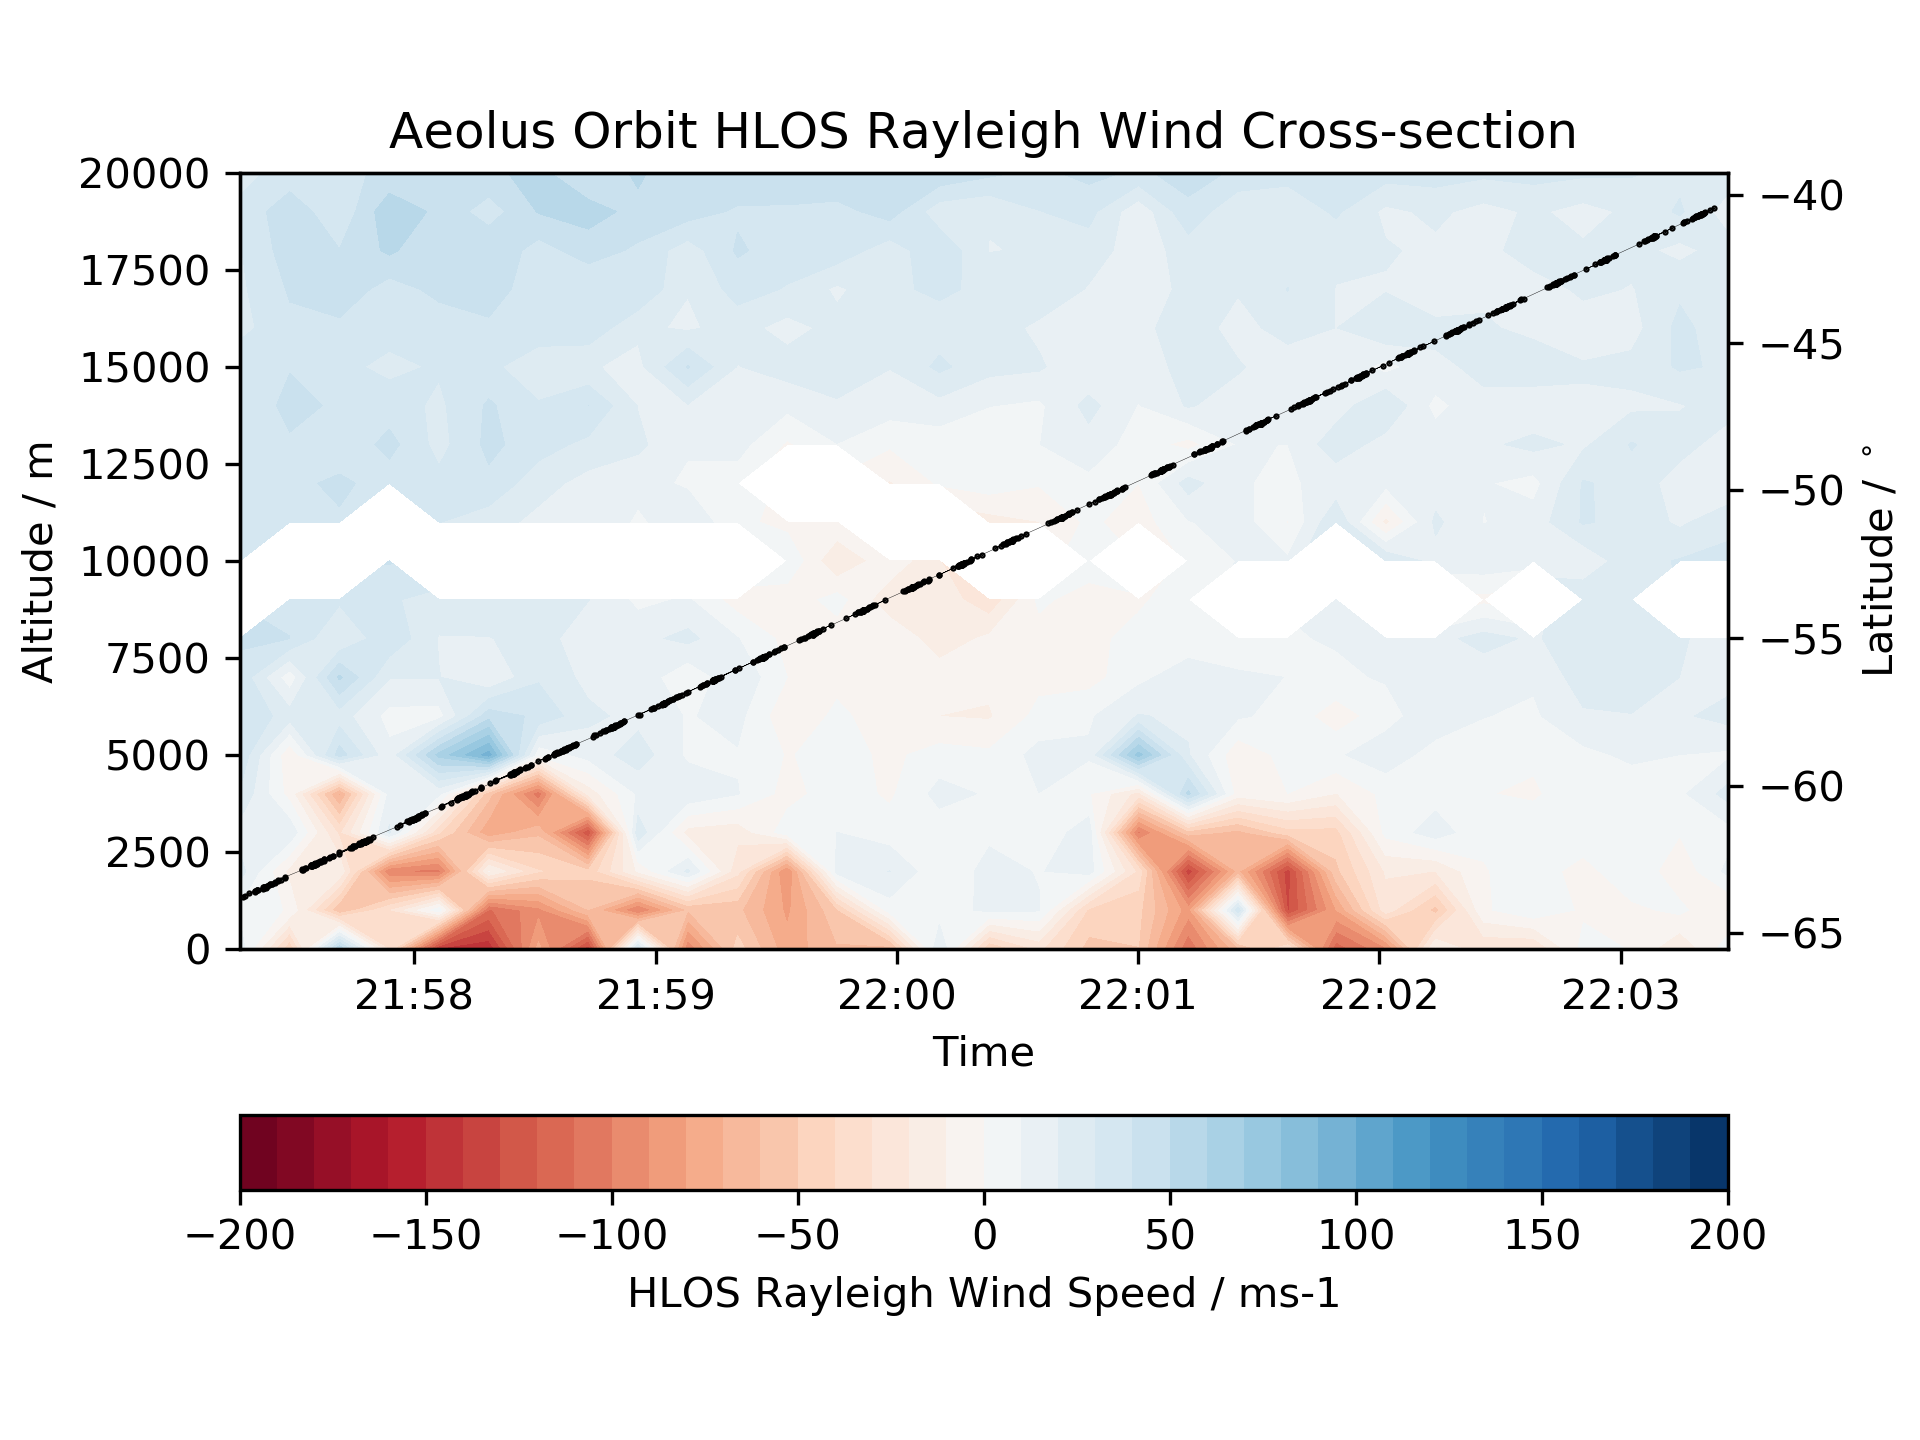 Aeolus Orbit HLOS Rayleigh Wind Cross-section
20000
17500
15000
12500
10000
7500
5000
2500
0
Altitude / m
−40
−45
−50
−55
−60
−65
Latitude / °
21:58 21:59 22:00 22:01 22:02 22:03
Time
−200 −150 −100 −50 0 50 100 150 200
HLOS Rayleigh Wind Speed / ms-1